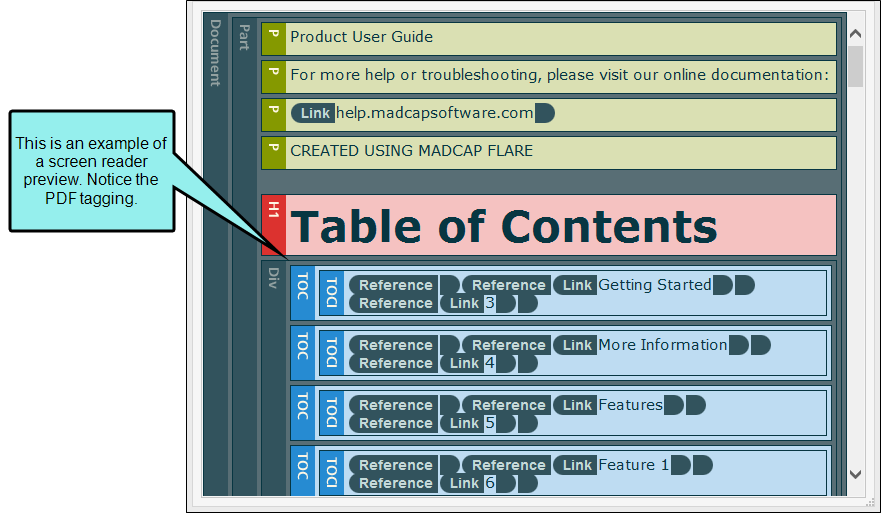 This is an example of
a screen reader
preview. Notice the
PDF tagging.
Document
Part
P Product User Guide
P For more help or troubleshooting, please visit our online documentation:
P Link help.madcapsoftware.com
P CREATED USING MADCAP FLARE
H1 Table of Contents
Div
TOC TOCI Reference Reference Link Getting Started
Reference Link 3
TOC TOCI Reference Reference Link More Information
Reference Link 4
TOC TOCI Reference Reference Link Features
Reference Link 5
TOC TOCI Reference Reference Link Feature 1
Reference Link 6